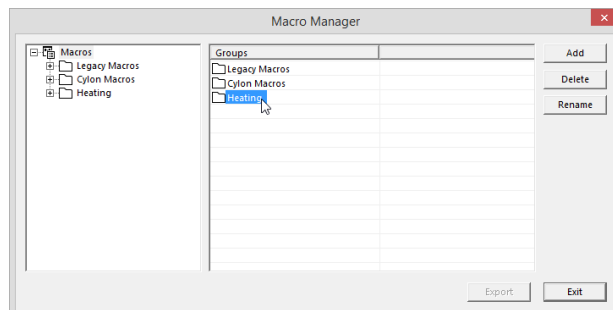 Macro Manager
Macros
Legacy Macros
Cylon Macros
Heating
Groups
Legacy Macros
Cylon Macros
Heating
Add
Delete
Rename
Export
Exit